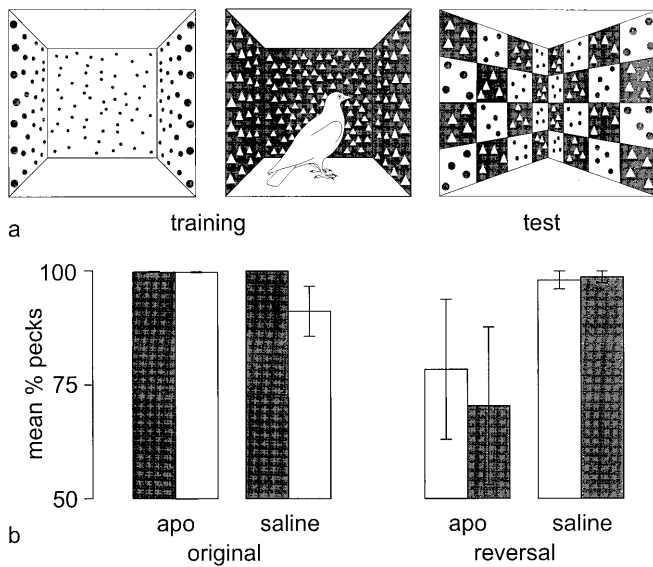 training test
a
100
75
50
mean % pecks
apo saline apo saline
original reversal
b